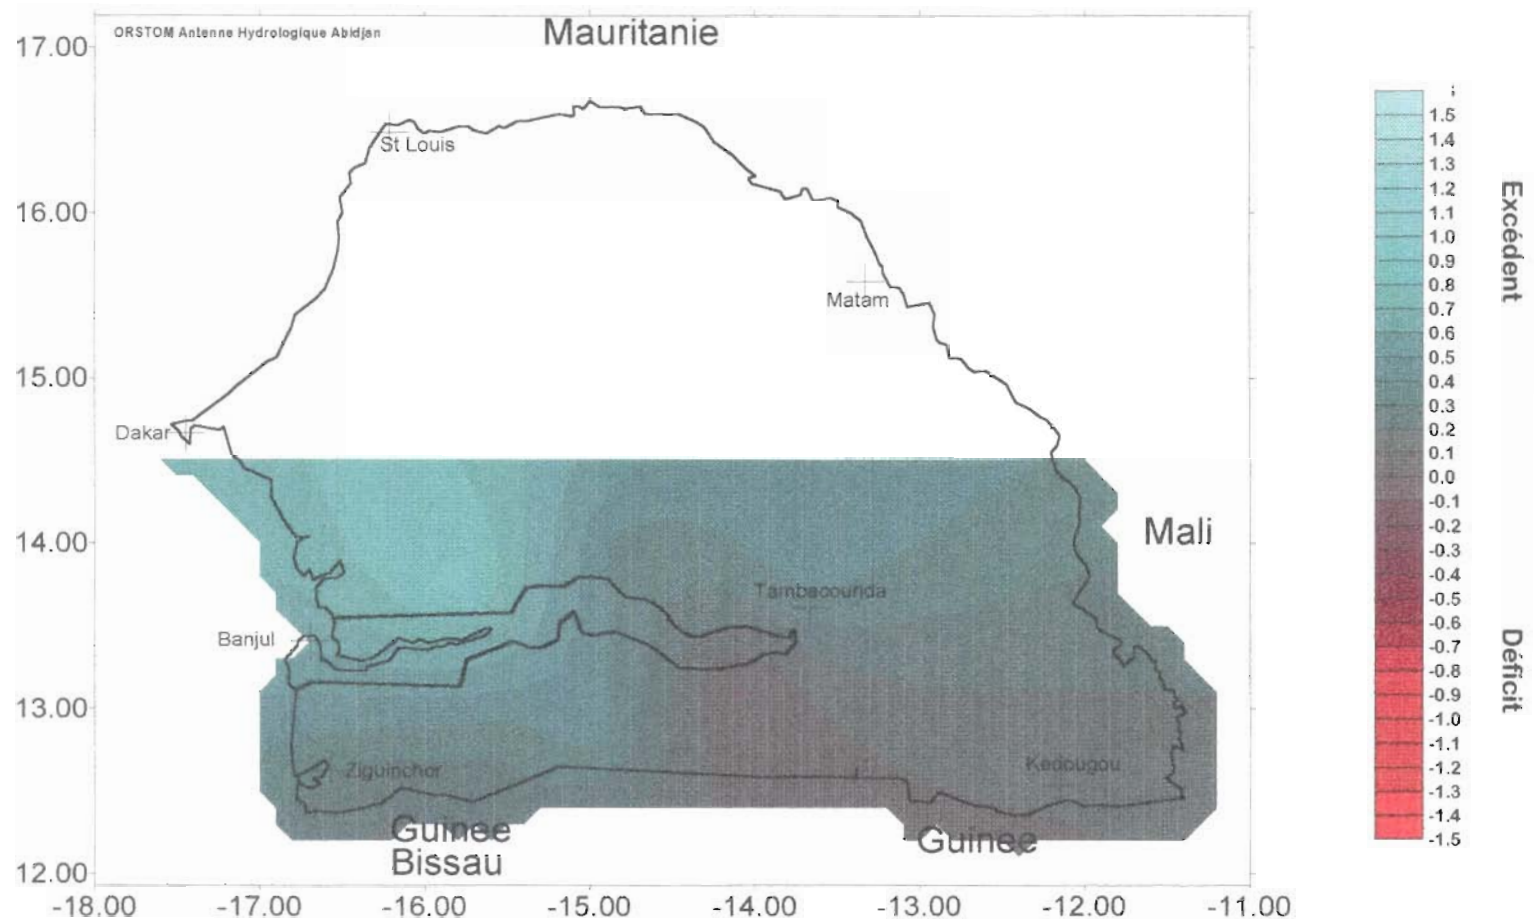 ORSTOM Antenne Hydrologique Abidjan
Mauritanie
17.00
16.00
15.00
14.00
13.00
12.00
St Louis
Matam
Dakar
Mali
Tambacounda
Banjul
Ziguinchor
Kedougou
Guinee
Bissau
Guinee
-18.00 -17.00 -16.00 -15.00 -14.00 -13.00 -12.00 -11.00
1.5
1.4
1.3
1.2
1.1
1.0
0.9
0.8
0.7
0.6
0.5
0.4
0.3
0.2
0.1
0.0
-0.1
-0.2
-0.3
-0.4
-0.5
-0.6
-0.7
-0.8
-0.9
-1.0
-1.1
-1.2
-1.3
-1.4
-1.5
Excédent
Déficit